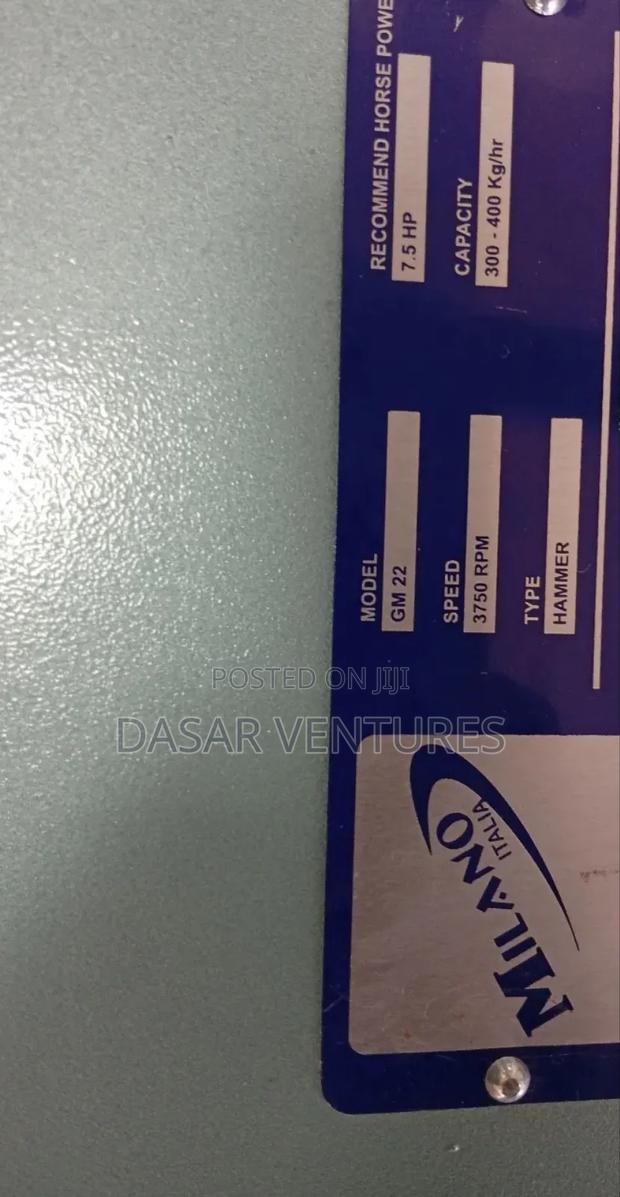 MILANO
ITALIA
MODEL
GM 22
RECOMMEND HORSE POWE
7.5 HP
SPEED
3750 RPM
CAPACITY
300 - 400 Kg/hr
TYPE
HAMMER
POSTED ON JIJI
DASAR VENTURES